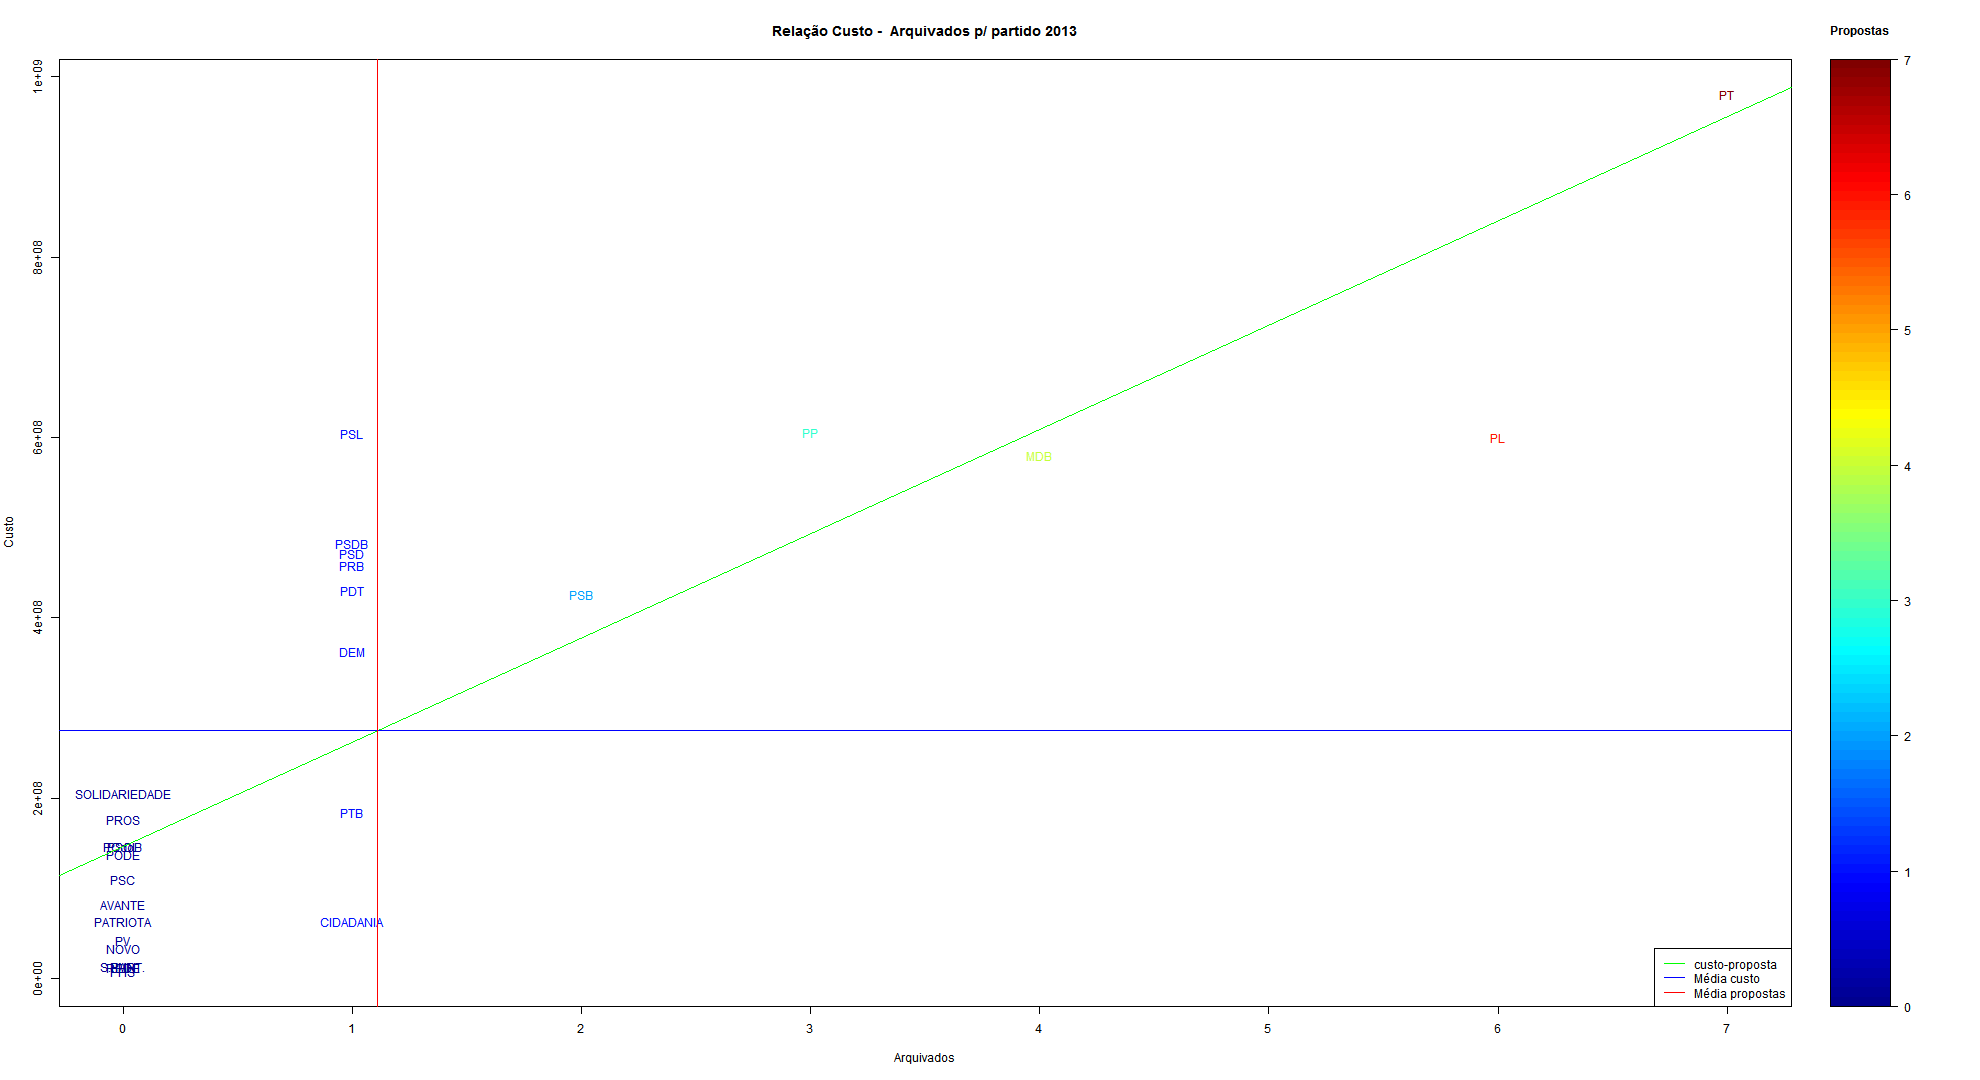 Relação Custo - Arquivados p/ partido 2013
Propostas
Custo
1e+09
8e+08
6e+08
4e+08
2e+08
0e+00
PT
PSL
PP
PL
MDB
PSDB
PSD
PRB
PDT
PSB
DEM
SOLIDARIEDADE
PTB
PROS
PODE
PSC
AVANTE
PATRIOTA
CIDADANIA
PV
NOVO
PHS
custo-proposta
Média custo
Média propostas
0 1 2 3 4 5 6 7
Arquivados
7
6
5
4
3
2
1
0